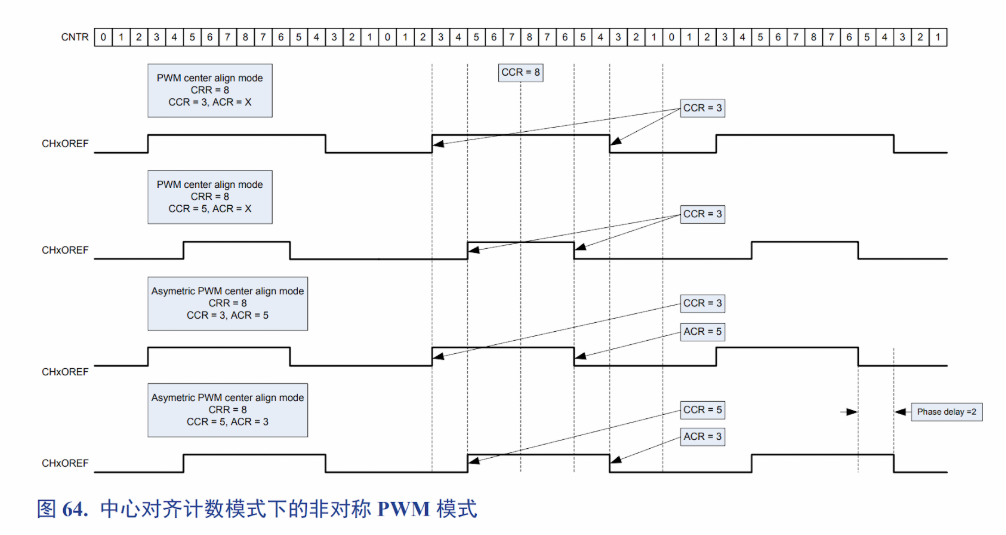 CNTR 0 1 2 3 4 5 6 7 8 7 6 5 4 3 2 1 0 1 2 3 4 5 6 7 8 7 6 5 4 3 2 1 0 1 2 3 4 5 6 7 8 7 6 5 4 3 2 1
CCR = 8
PWM center align mode
CRR = 8
CCR = 3, ACR = X
CCR = 3
CHxOREF
PWM center align mode
CRR = 8
CCR = 5, ACR = X
CCR = 3
CHxOREF
Asymetric PWM center align mode
CRR = 8
CCR = 3, ACR = 5
CCR = 3
ACR = 5
CHxOREF
Asymetric PWM center align mode
CRR = 8
CCR = 5, ACR = 3
CCR = 5
ACR = 3
Phase delay =2
CHxOREF
图 64. 中心对齐计数模式下的非对称 PWM 模式